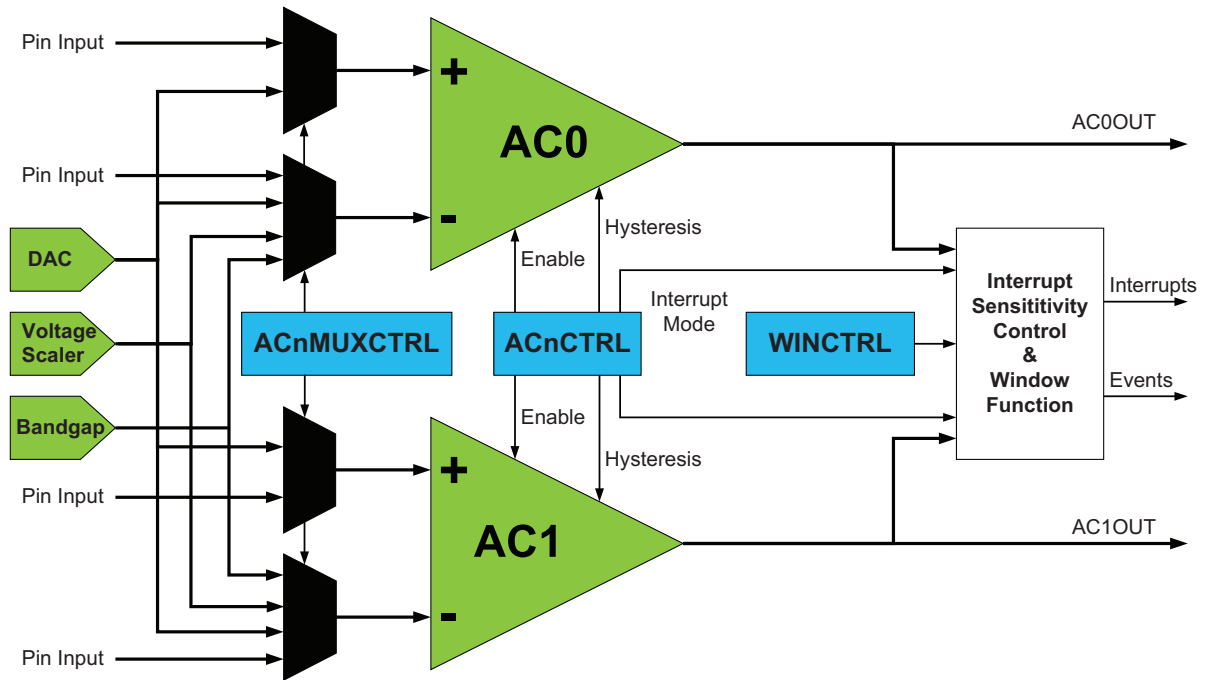 Pin Input
+
AC0
-
AC0OUT
Pin Input
DAC
Voltage
Scaler
Bandgap
Pin Input
Pin Input
ACnMUXCTRL
Enable
Hysteresis
ACnCTRL
Interrupt
Mode
WINCTRL
Enable
Hysteresis
+
AC1
-
AC1OUT
Interrupt
Sensititivity
Control
&
Window
Function
Interrupts
Events